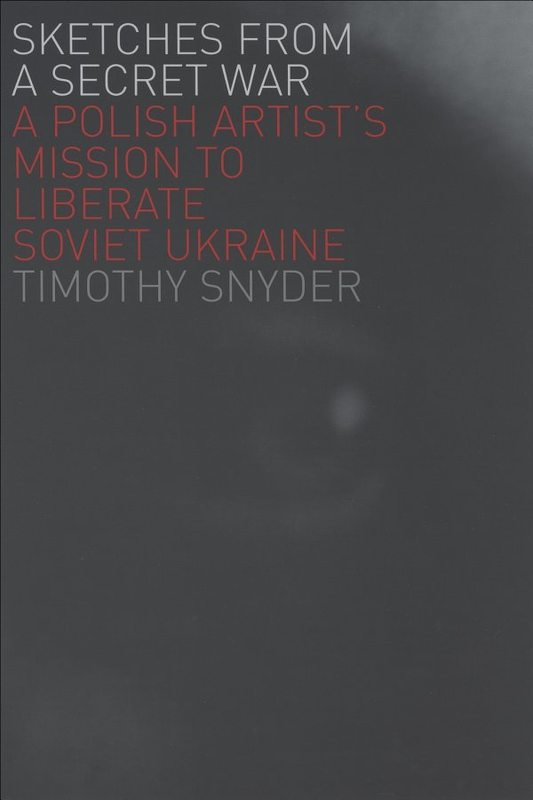 SKETCHES FROM
A SECRET WAR
A POLISH ARTIST'S
MISSION TO
LIBERATE
SOVIET UKRAINE
TIMOTHY SNYDER